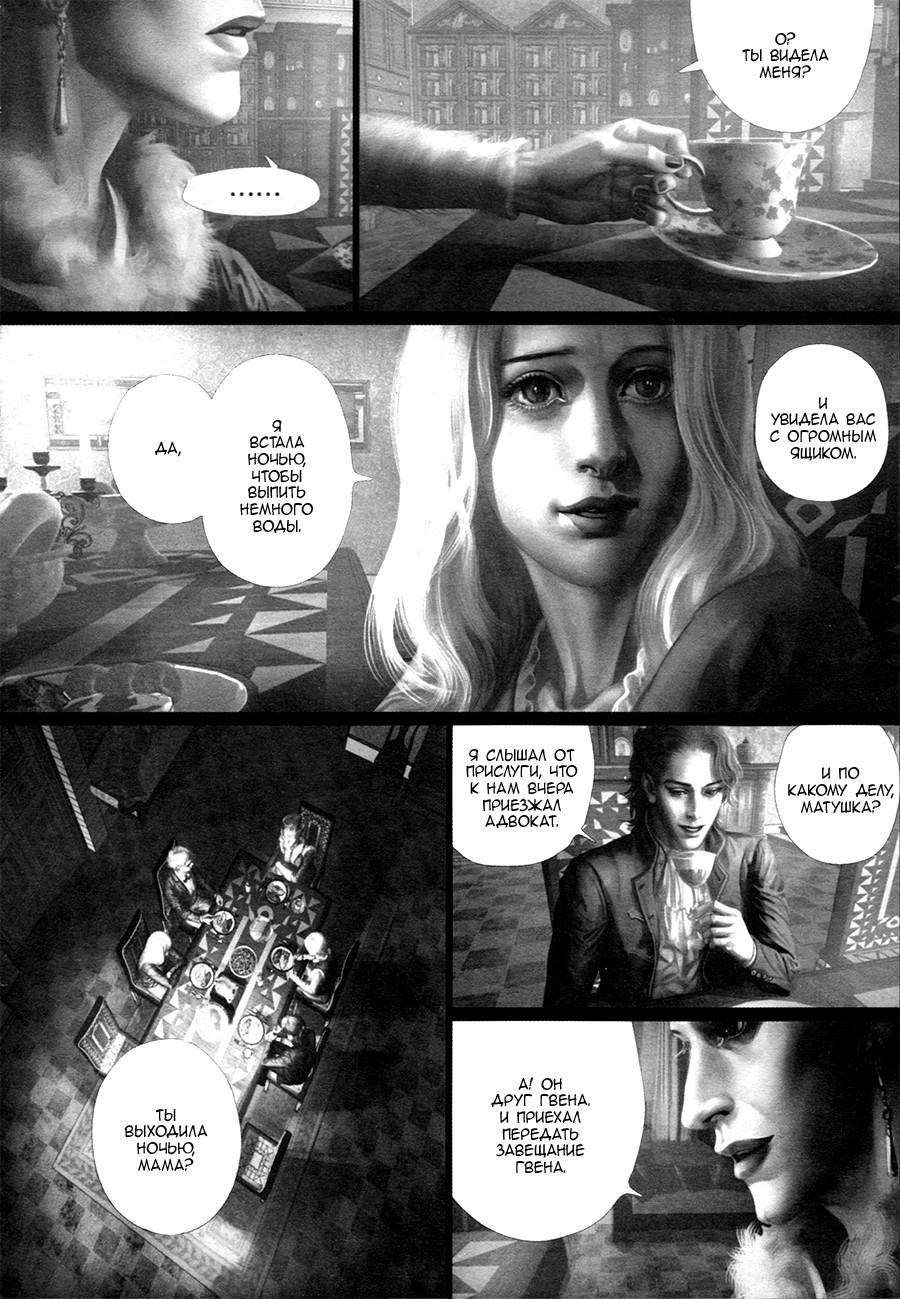 ......
О?
ТЫ ВИДЕЛА
МЕНЯ?
ДА,
Я
ВСТАЛА
НОЧЬЮ,
ЧТОБЫ
ВЫПИТЬ
НЕМНОГО
ВОДЫ.
И
УВИДЕЛА ВАС
С ОГРОМНЫМ
ЯЩИКОМ.
ТЫ
ВЫХОДИЛА
НОЧЬЮ,
МАМА?
Я СЛЫШАЛ ОТ
ПРИСЛУГИ, ЧТО
К НАМ ВЧЕРА
ПРИЕЗЖАЛ
АДВОКАТ.
И ПО
КАКОМУ ДЕЛУ,
МАТУШКА?
А! ОН
ДРУГ ГВЕНА.
И ПРИЕХАЛ
ПЕРЕДАТЬ
ЗАВЕЩАНИЕ
ГВЕНА.